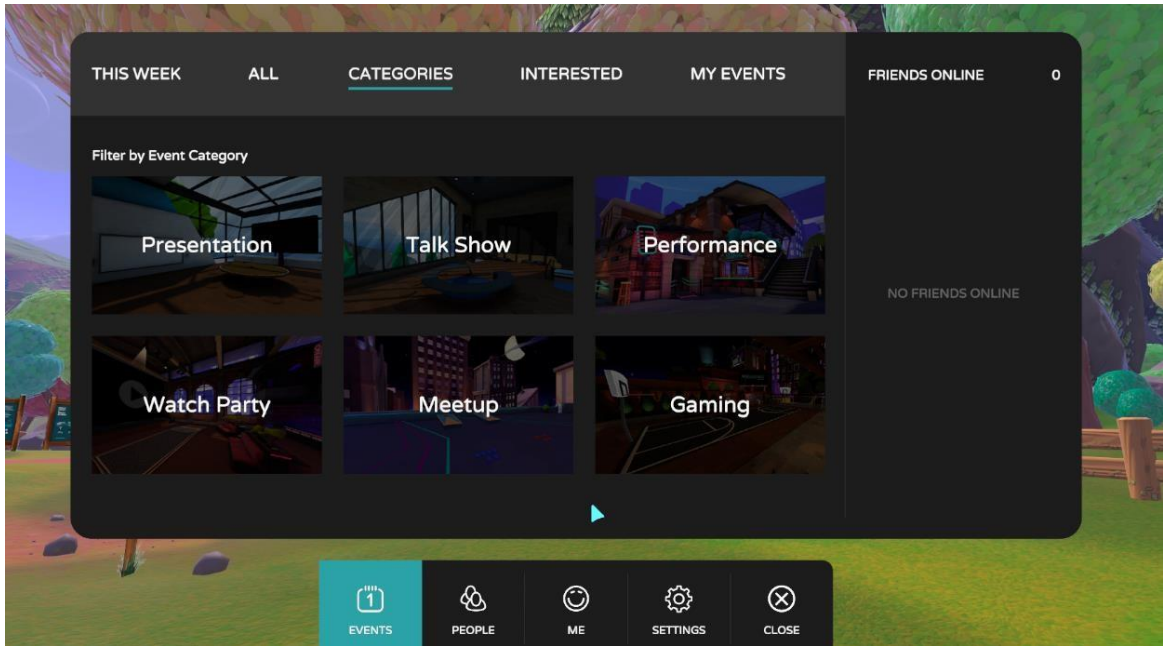 THIS WEEK ALL CATEGORIES INTERESTED MY EVENTS
FRIENDS ONLINE 0
Filter by Event Category
Presentation Talk Show Performance
Watch Party Meetup Gaming
NO FRIENDS ONLINE
1
EVENTS PEOPLE ME SETTINGS CLOSE